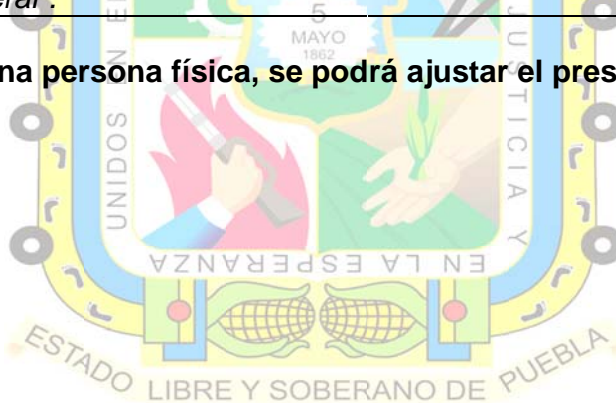 erar".
5
MAYO
1862
na persona física, se podrá ajustar el pres
UNIDOS EN E
JUSTICIA Y
EN LA ESPERANZA
ESTADO LIBRE Y SOBERANO DE PUEBLA